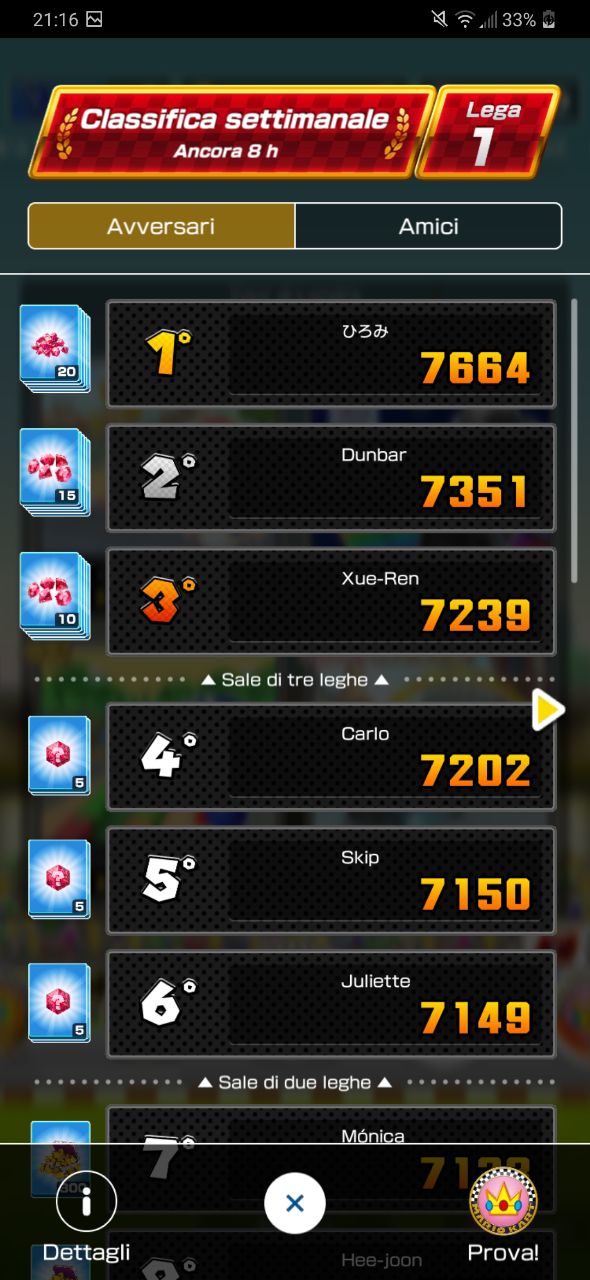 21:16 33%
Classifica settimanale
Ancora 8 h
Lega
1
Avversari Amici
20
1°
ひろみ
7664
15
2°
Dunbar
7351
10
3°
Xue-Ren
7239
▲ Sale di tre leghe ▲
5
4°
Carlo
7202
5
5°
Skip
7150
5
6°
Juliette
7149
▲ Sale di due leghe ▲
7°
Mónica
Hee-joon
Dettagli
Prova!
MARIO KART